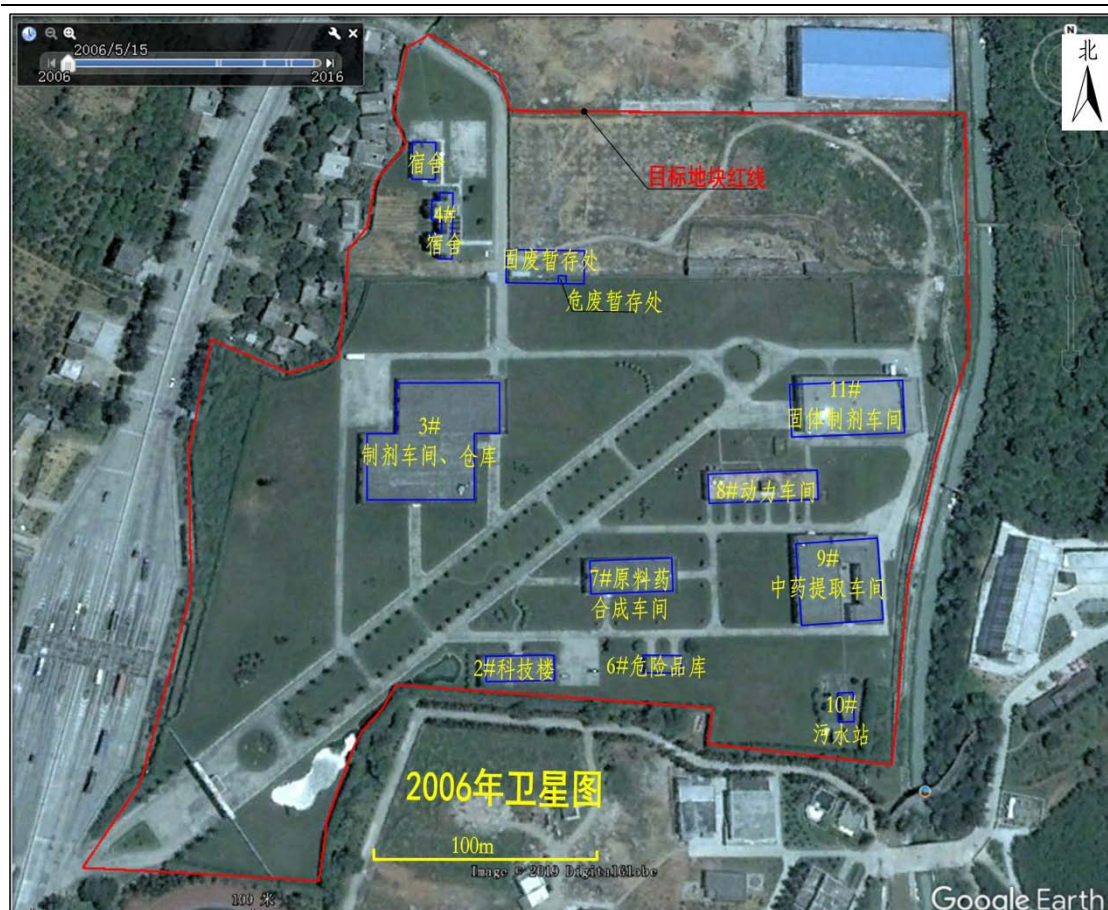 2006/5/15
2006
2016
N
北
宿舍
目标地块红线
4#
宿舍
固废暂存处
危废暂存处
3#
制剂车间、仓库
11#
固体制剂车间
8#动力车间
7#原料药
合成车间
9#
中药提取车间
2#科技楼
6#危险品库
10#
污水站
2006年卫星图
100m
Image © 2019 DigitalGlobe
100 米
Google Earth